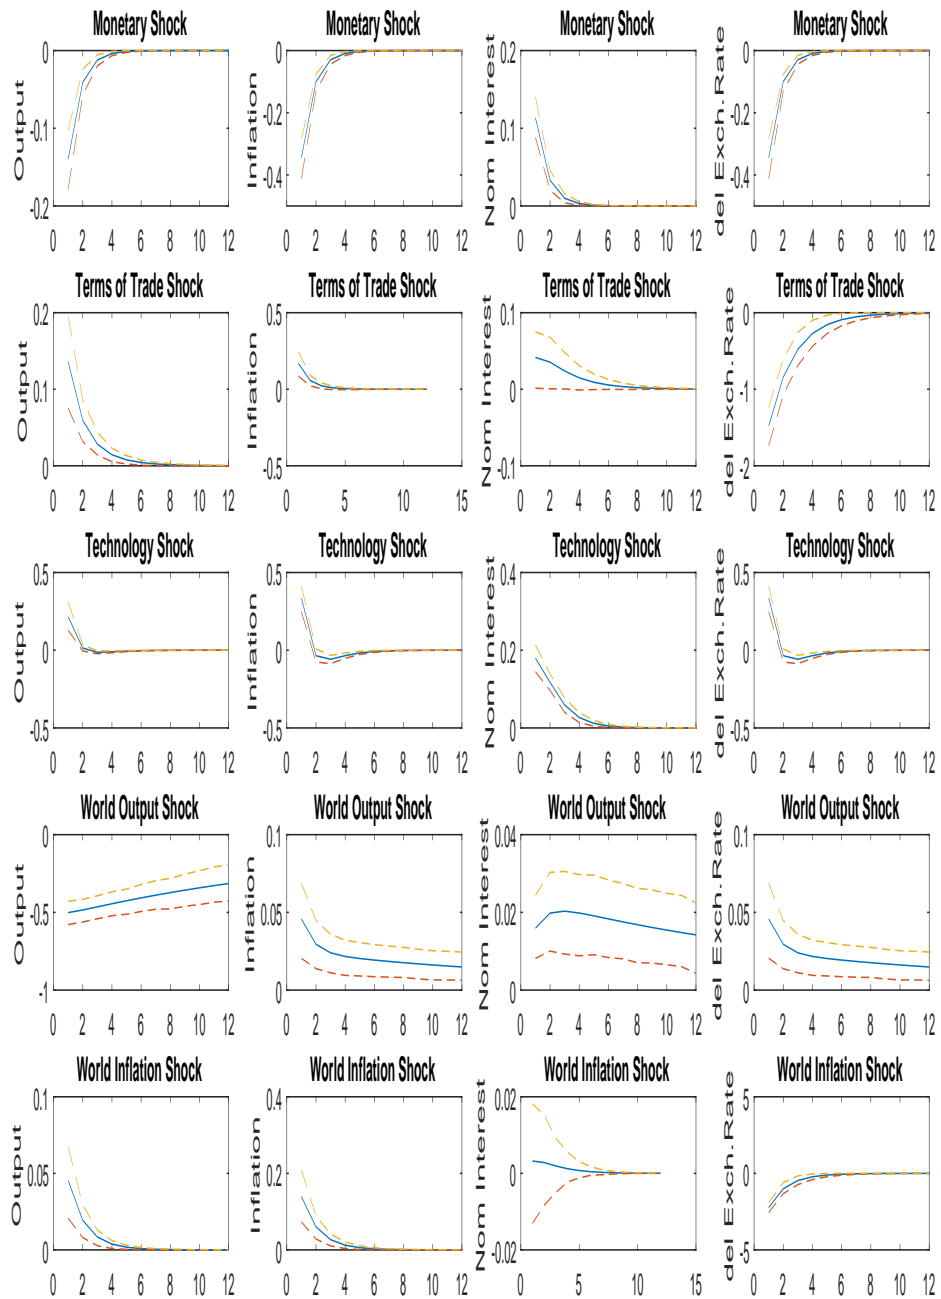 Monetary Shock
Output
0
-0.1
-0.2
0 2 4 6 8 10 12
Monetary Shock
Inflation
0
-0.2
-0.4
0 2 4 6 8 10 12
Monetary Shock
Nom Interest
0.2
0.1
0
0 5 10 15
Monetary Shock
del Exch.Rate
0
-0.2
-0.4
0 2 4 6 8 10 12
Terms of Trade Shock
Output
0.2
0.1
0
0 2 4 6 8 10 12
Terms of Trade Shock
Inflation
0.5
0
-0.5
0 5 10 15
Terms of Trade Shock
Nom Interest
0.1
0
-0.1
0 2 4 6 8 10 12
Terms of Trade Shock
del Exch.Rate
0
-1
-2
0 2 4 6 8 10 12
Technology Shock
Output
0.5
0
-0.5
0 2 4 6 8 10 12
Technology Shock
Inflation
0.5
0
-0.5
0 2 4 6 8 10 12
Technology Shock
Nom Interest
0.4
0.2
0
0 2 4 6 8 10 12
Technology Shock
del Exch.Rate
0.5
0
-0.5
0 2 4 6 8 10 12
World Output Shock
Output
0
-0.5
-1
0 2 4 6 8 10 12
World Output Shock
Inflation
0.1
0.05
0
0 2 4 6 8 10 12
World Output Shock
Nom Interest
0.04
0.02
0
0 2 4 6 8 10 12
World Output Shock
del Exch.Rate
0.1
0.05
0
0 2 4 6 8 10 12
World Inflation Shock
Output
0.1
0.05
0
0 2 4 6 8 10 12
World Inflation Shock
Inflation
0.4
0.2
0
0 2 4 6 8 10 12
World Inflation Shock
Nom Interest
0.02
0
-0.02
0 5 10 15
World Inflation Shock
del Exch.Rate
5
0
-5
0 2 4 6 8 10 12